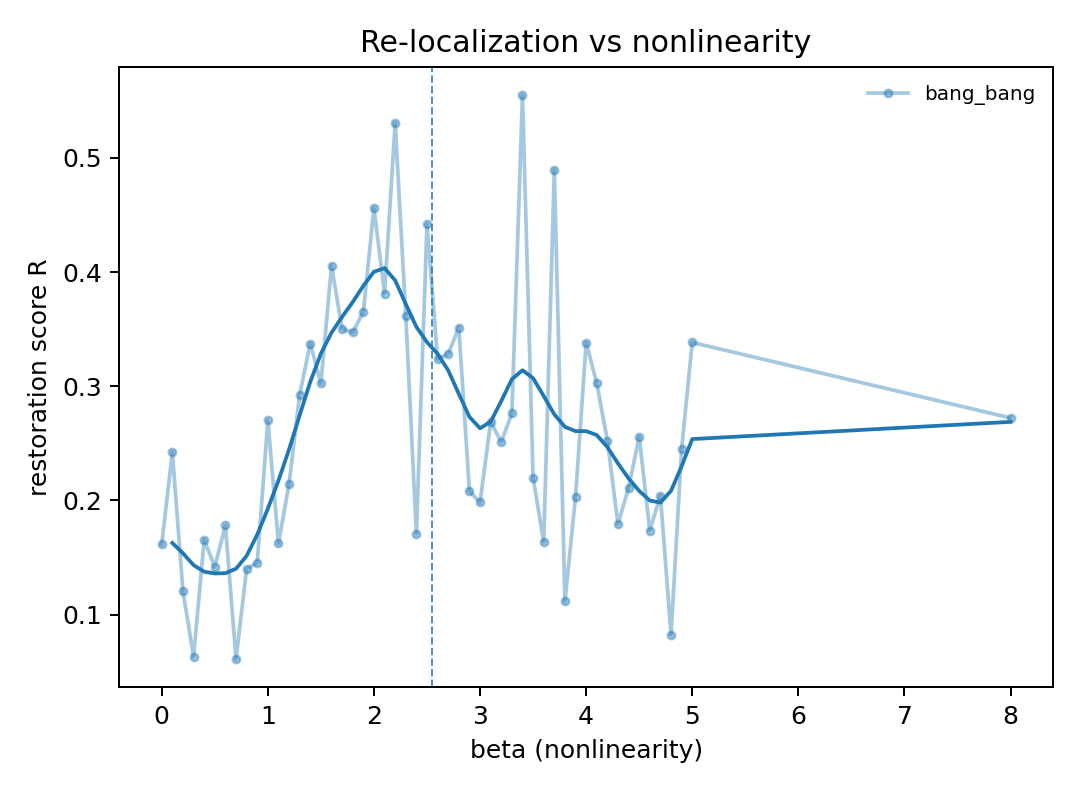 Re-localization vs nonlinearity
bang_bang
restoration score R
0.5
0.4
0.3
0.2
0.1
0 1 2 3 4 5 6 7 8
beta (nonlinearity)